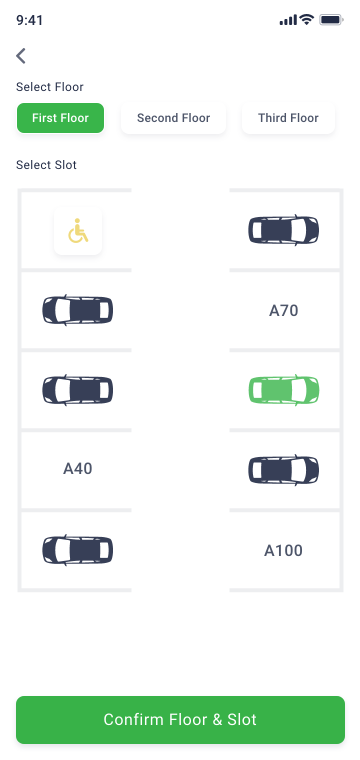 9:41
Select Floor
First Floor
Second Floor
Third Floor
Select Slot
A70
A40
A100
Confirm Floor & Slot